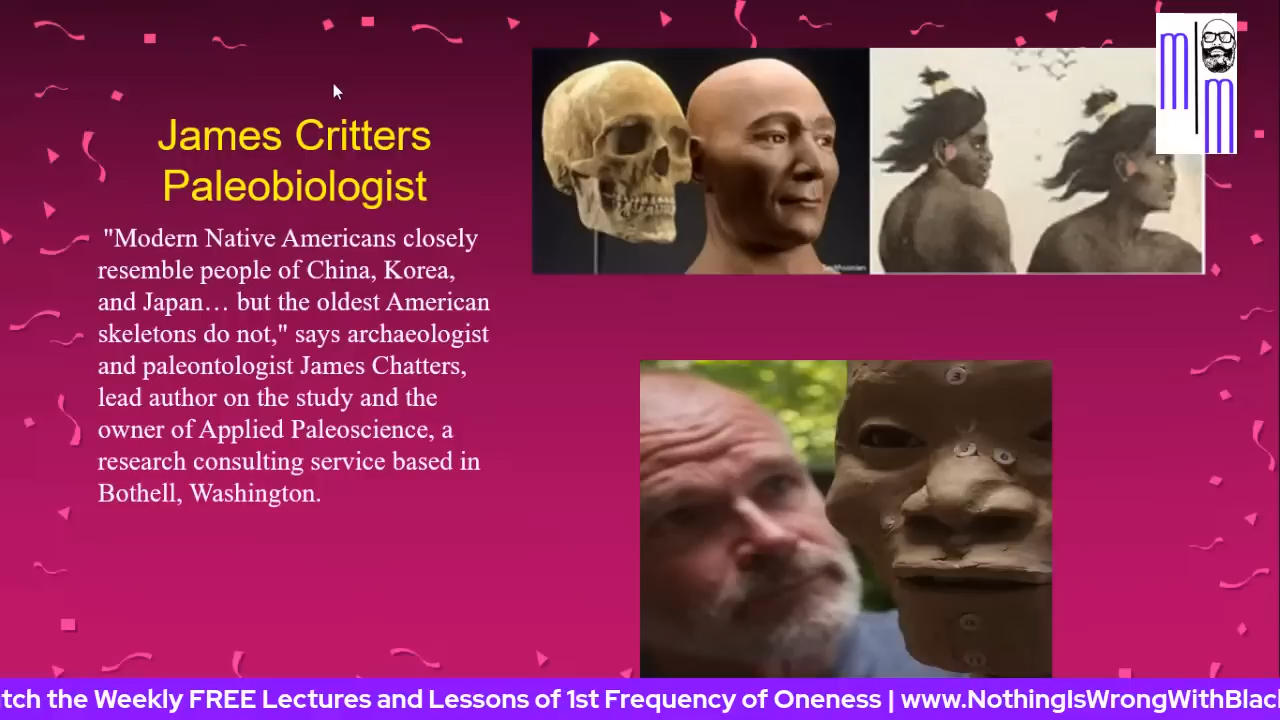 James Critters
Paleobiologist
"Modern Native Americans closely
resemble people of China, Korea,
and Japan… but the oldest American
skeletons do not," says archaeologist
and paleontologist James Chatters,
lead author on the study and the
owner of Applied Paleoscience, a
research consulting service based in
Bothell, Washington.
Smithsonian
m
m
3
tch the Weekly FREE Lectures and Lessons of 1st Frequency of Oneness | www.NothingIsWrongWithBlac